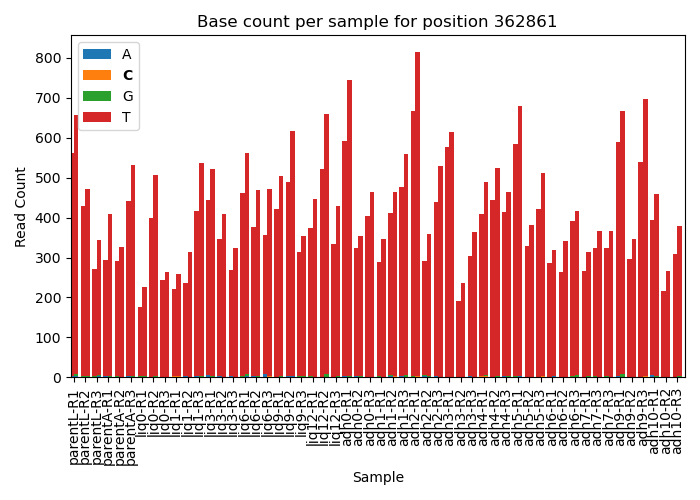 Base count per sample for position 362861
A
C
G
T
800
700
600
500
400
300
200
100
0
Read Count
parentL-R1
parentL-R2
parentL-R3
parentA-R1
parentA-R2
parentA-R3
liq0-R1
liq0-R2
liq0-R3
liq1-R1
liq1-R2
liq1-R3
liq3-R1
liq3-R2
liq3-R3
liq6-R1
liq6-R2
liq6-R3
liq9-R1
liq9-R2
liq9-R3
liq12-R1
liq12-R2
liq12-R3
adh0-R1
adh0-R2
adh0-R3
adh1-R1
adh1-R2
adh1-R3
adh2-R1
adh2-R2
adh2-R3
adh3-R1
adh3-R2
adh3-R3
adh4-R1
adh4-R2
adh4-R3
adh5-R1
adh5-R2
adh5-R3
adh6-R1
adh6-R2
adh6-R3
adh7-R1
adh7-R2
adh7-R3
adh9-R1
adh9-R2
adh9-R3
adh10-R1
adh10-R2
adh10-R3
Sample